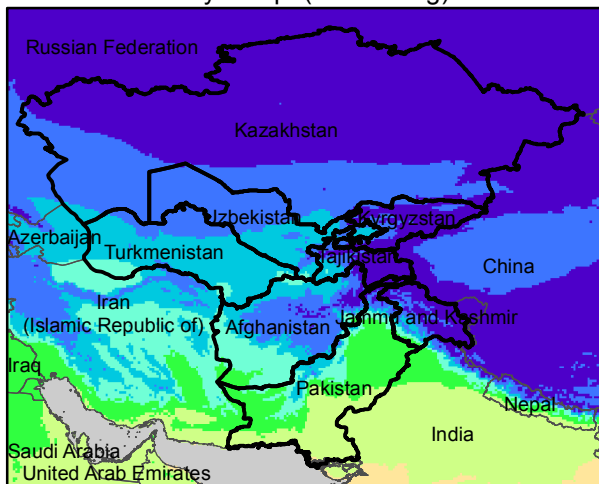 Russian Federation
Kazakhstan
Uzbekistan
Kyrgyzstan
Azerbaijan
Turkmenistan
Tajikistan
China
Iran
(Islamic Republic of)
Afghanistan
Jammu and Kashmir
Iraq
Pakistan
Nepal
India
Saudi Arabia
United Arab Emirates